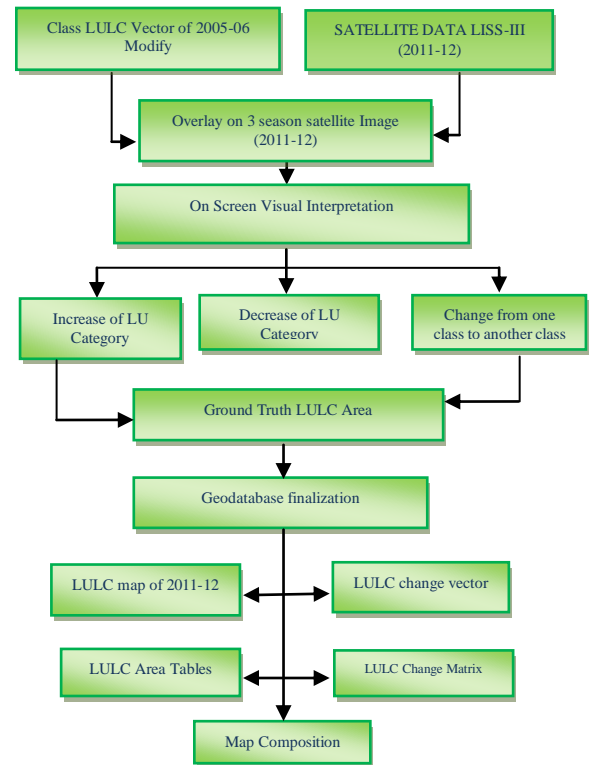 Class LULC Vector of 2005-06
Modify
SATELLITE DATA LISS-III
(2011-12)
Overlay on 3 season satellite Image
(2011-12)
On Screen Visual Interpretation
Increase of LU
Category
Decrease of LU
Category
Change from one
class to another class
Ground Truth LULC Area
Geodatabase finalization
LULC map of 2011-12
LULC change vector
LULC Area Tables
LULC Change Matrix
Map Composition